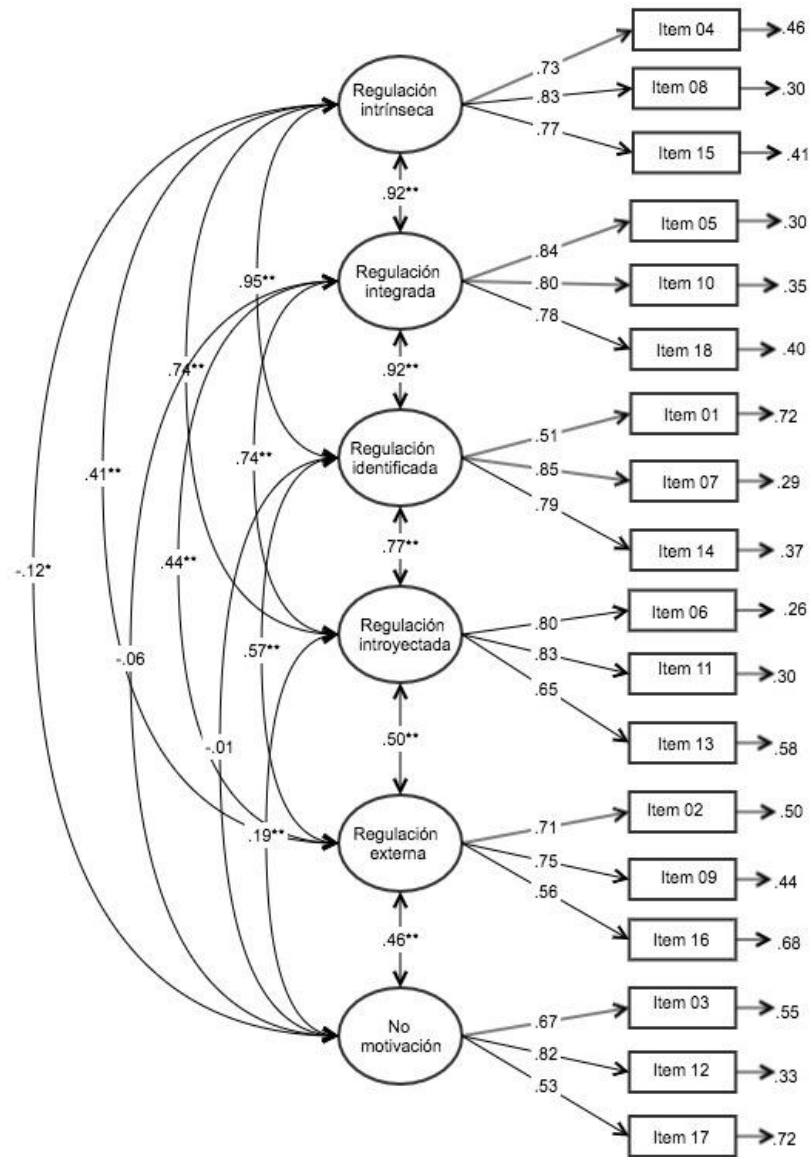 Item 04
.46
.73
Regulación
intrínseca
.83
Item 08
.30
.77
Item 15
.41
.92**
Item 05
.30
.84
Regulación
integrada
.95**
.80
Item 10
.35
.78
Item 18
.40
.92**
.74**
Item 01
.72
.51
Regulación
identificada
.74**
.85
Item 07
.29
.41**
.79
Item 14
.37
.77**
.44**
-.12*
Item 06
.26
.80
Regulación
introyectada
.57**
-.06
.83
Item 11
.30
.65
-.01
.50**
Item 13
.58
Item 02
.50
.71
Regulación
externa
.19**
.75
Item 09
.44
.56
Item 16
.68
.46**
Item 03
.55
.67
No
motivación
.82
Item 12
.33
.53
Item 17
.72